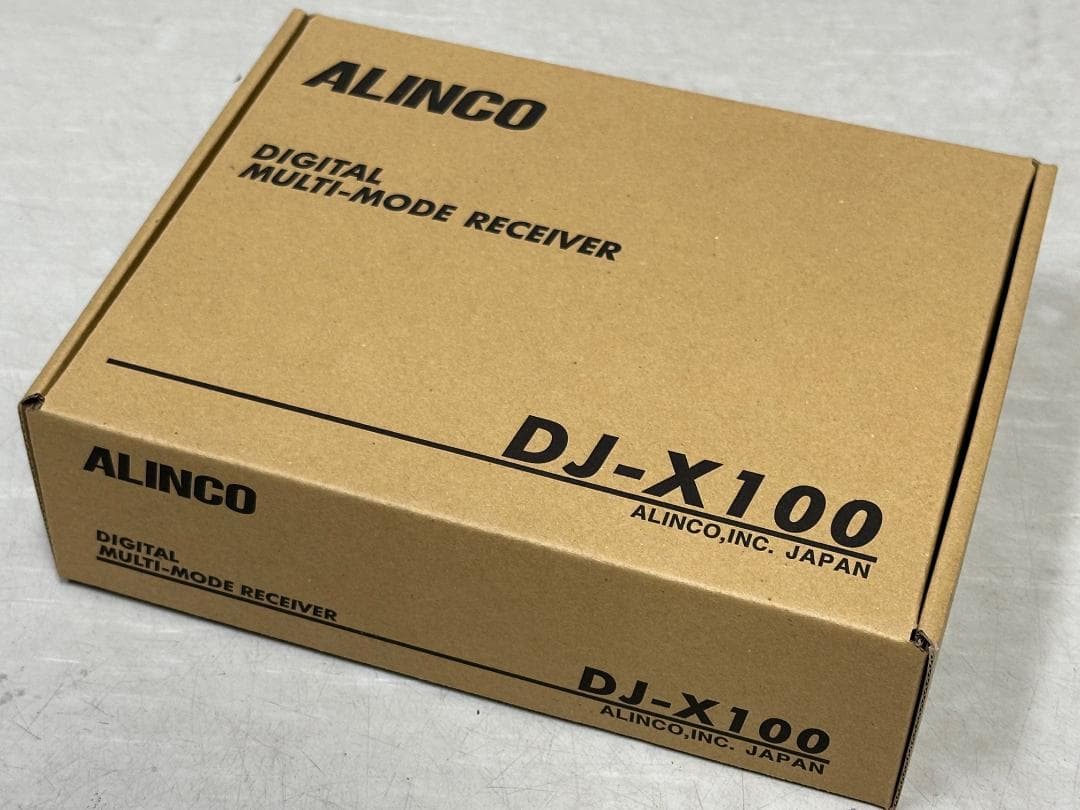 ALINCO
DIGITAL
MULTI-MODE RECEIVER
DJ-X100
ALINCO,INC. JAPAN
ALINCO
DIGITAL
MULTI-MODE RECEIVER
DJ-X100
ALINCO,INC. JAPAN